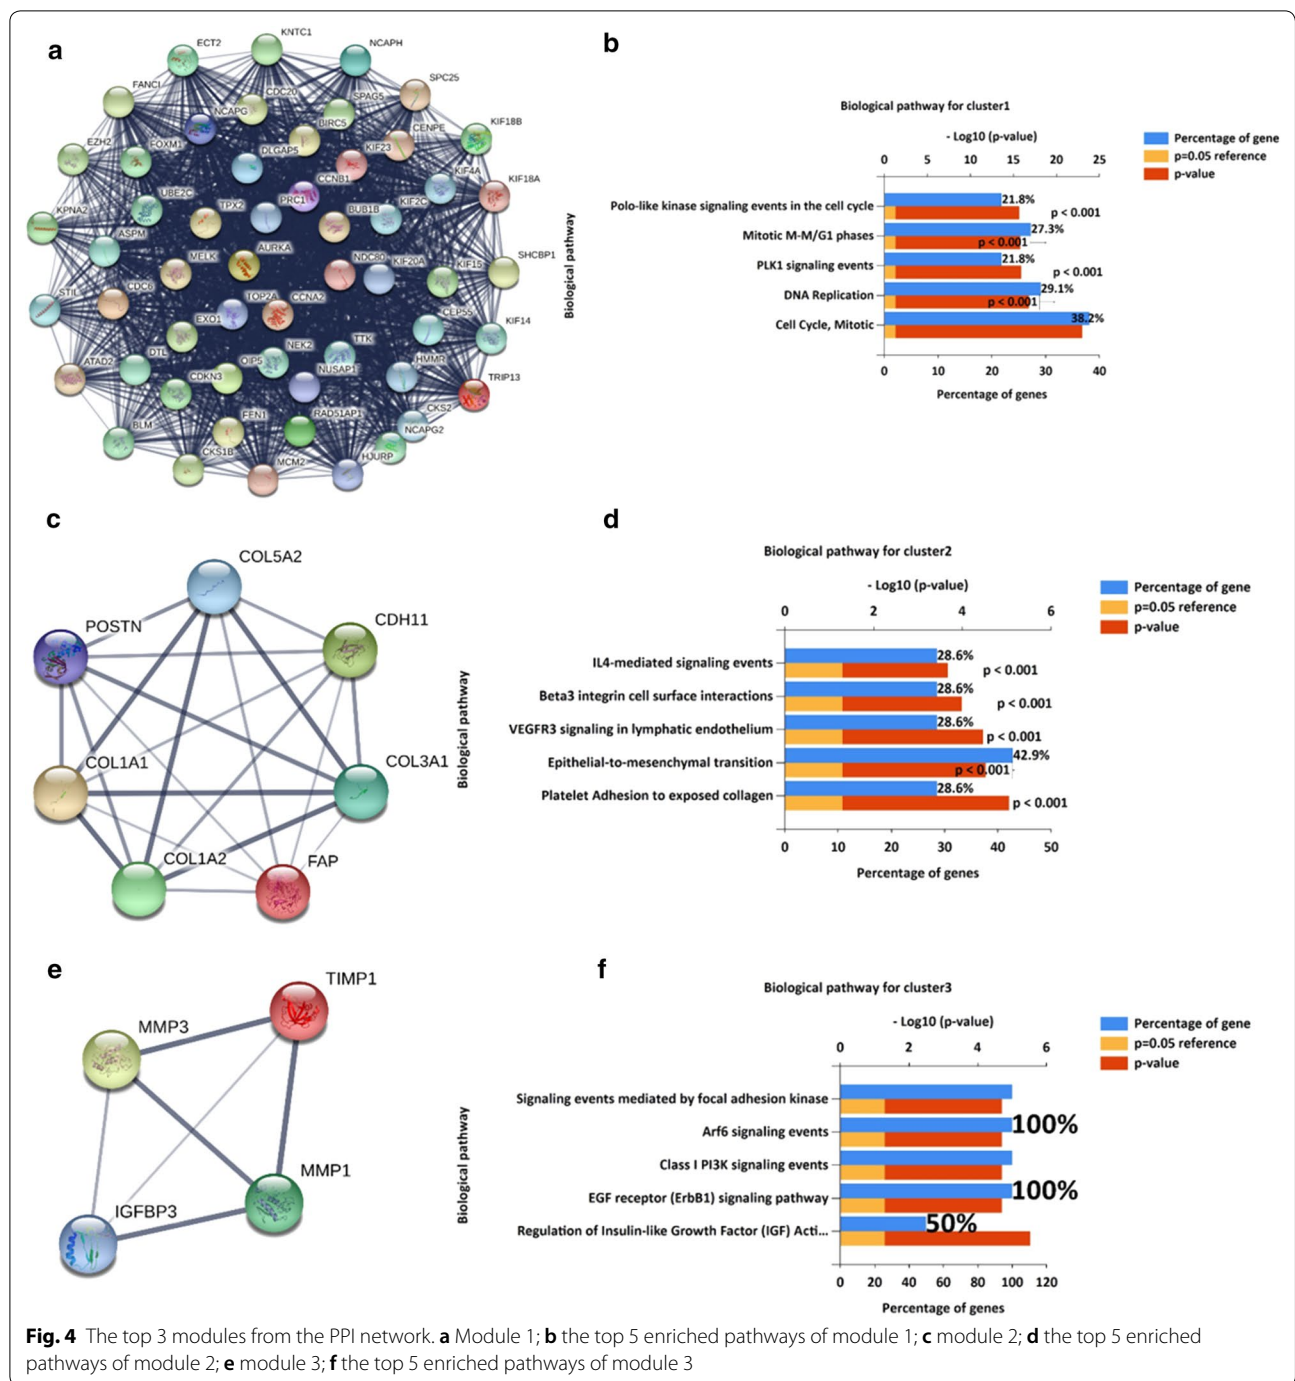 a
ECT2
KNTC1
NCAPH
FANCI
NCAPG
CDC20
SPAG5
SPC25
EZH2
FOXM1
DLGAP5
BIRC5
KIF23
CENPE
KIF18B
KPNA2
UBE2C
TPX2
CCNB1
PRC1
BUB1B
KIF2C
KIF4A
KIF18A
ASPM
MELK
AURKA
NDC80
KIF20A
KIF15
SHCBP1
STIL
CDC6
TOP2A
CCNA2
CEP55
KIF14
EXO1
DTL
ATAD2
OIP5
NEK2
TTK
HMMR
TRIP13
CDKN3
NUSAP1
CKS2
BLM
FEN1
RAD51AP1
NCAPG2
CKS1B
MCM2
HJURP
b
Biological pathway for cluster1
- Log10 (p-value)
0 5 10 15 20 25
Percentage of gene
p=0.05 reference
p-value
Biological pathway
Polo-like kinase signaling events in the cell cycle
21.8%
p < 0.001
Mitotic M-M/G1 phases
27.3%
p < 0.001
PLK1 signaling events
21.8%
p < 0.001
DNA Replication
29.1%
p < 0.001
Cell Cycle, Mitotic
38.2%
0 10 20 30 40
Percentage of genes
c
COL5A2
POSTN
CDH11
COL1A1
COL3A1
COL1A2
FAP
d
Biological pathway for cluster2
- Log10 (p-value)
0 2 4 6
Percentage of gene
p=0.05 reference
p-value
Biological pathway
IL4-mediated signaling events
28.6%
p < 0.001
Beta3 integrin cell surface interactions
28.6%
p < 0.001
VEGFR3 signaling in lymphatic endothelium
28.6%
p < 0.001
Epithelial-to-mesenchymal transition
42.9%
p < 0.001
Platelet Adhesion to exposed collagen
28.6%
p < 0.001
0 10 20 30 40 50
Percentage of genes
e
TIMP1
MMP3
MMP1
IGFBP3
f
Biological pathway for cluster3
- Log10 (p-value)
0 2 4 6
Percentage of gene
p=0.05 reference
p-value
Biological pathway
Signaling events mediated by focal adhesion kinase
Arf6 signaling events
100%
Class I PI3K signaling events
EGF receptor (ErbB1) signaling pathway
100%
Regulation of Insulin-like Growth Factor (IGF) Acti...
50%
0 20 40 60 80 100 120
Percentage of genes
Fig. 4 The top 3 modules from the PPI network. a Module 1; b the top 5 enriched pathways of module 1; c module 2; d the top 5 enriched
pathways of module 2; e module 3; f the top 5 enriched pathways of module 3